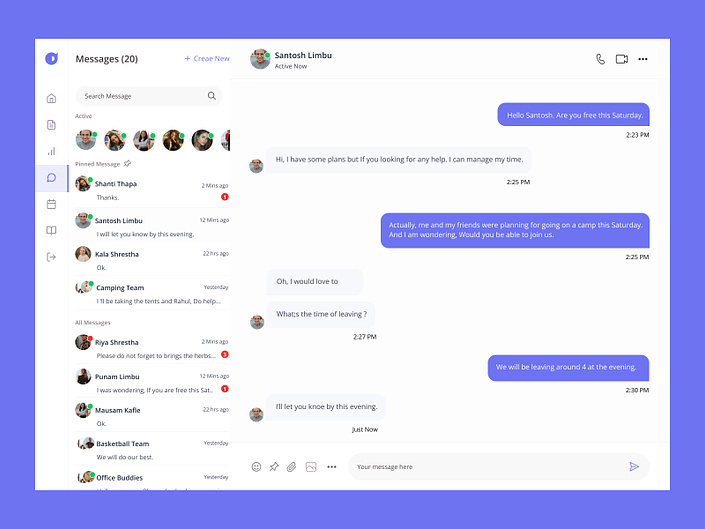 Messages (20)
+ Creae New
Search Message
Active
Pinned Message
Shanti Thapa
2 Mins ago
Thanks.
1
Santosh Limbu
12 Mins ago
I will let you know by this evening.
Kala Shrestha
22 hrs ago
Ok.
Camping Team
Yesterday
I 'll be taking the tents and Rahul, Do help...
All Messages
Riya Shrestha
2 Mins ago
Please do not forget to brings the herbs...
3
Punam Limbu
12 Mins ago
I was wondering, If you are free this Sat..
1
Mausam Kafle
22 hrs ago
Ok.
Basketball Team
Yesterday
We will do our best.
Office Buddies
Yesterday
Santosh Limbu
Active Now
Hello Santosh. Are you free this Saturday.
2:23 PM
Hi, I have some plans but If you looking for any help. I can manage my time.
2:25 PM
Actually, me and my friends were planning for going on a camp this Saturday.
And I am wondering, Would you be able to join us.
2:25 PM
Oh, I would love to
What;s the time of leaving ?
2:27 PM
We will be leaving around 4 at the evening.
2:30 PM
I'll let you knoe by this evening.
Just Now
Your message here